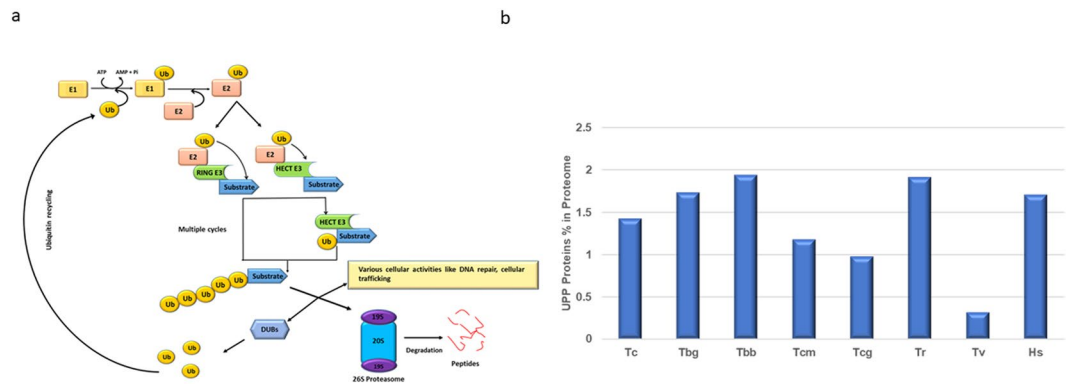 a
b
ATP
AMP + Pi
Ub
Ub
E1
E1
E2
Ub
E2
Ub
Ub
E2
E2
RING E3
HECT E3
Substrate
Substrate
HECT E3
Multiple cycles
Ub
Substrate
Ubiquitin recycling
Substrate
Ub
Ub
Ub
Ub
Ub
Various cellular activities like DNA repair, cellular
trafficking
DUBs
19S
20S
19S
26S Proteasome
Degradation
Peptides
Ub
Ub
Ub
Ub
UPP Proteins % in Proteome
2.5
2
1.5
1
0.5
0
Tc
Tbg
Tbb
Tcm
Tcg
Tr
Tv
Hs